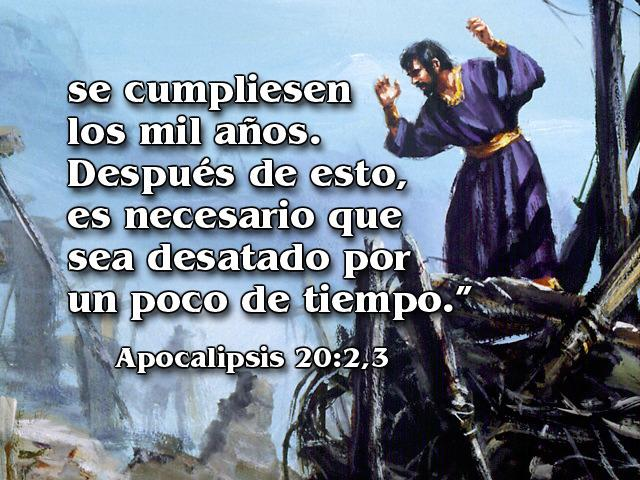 se cumpliesen
los mil años.
Después de esto,
es necesario que
sea desatado por
un poco de tiempo.”
Apocalipsis 20:2,3